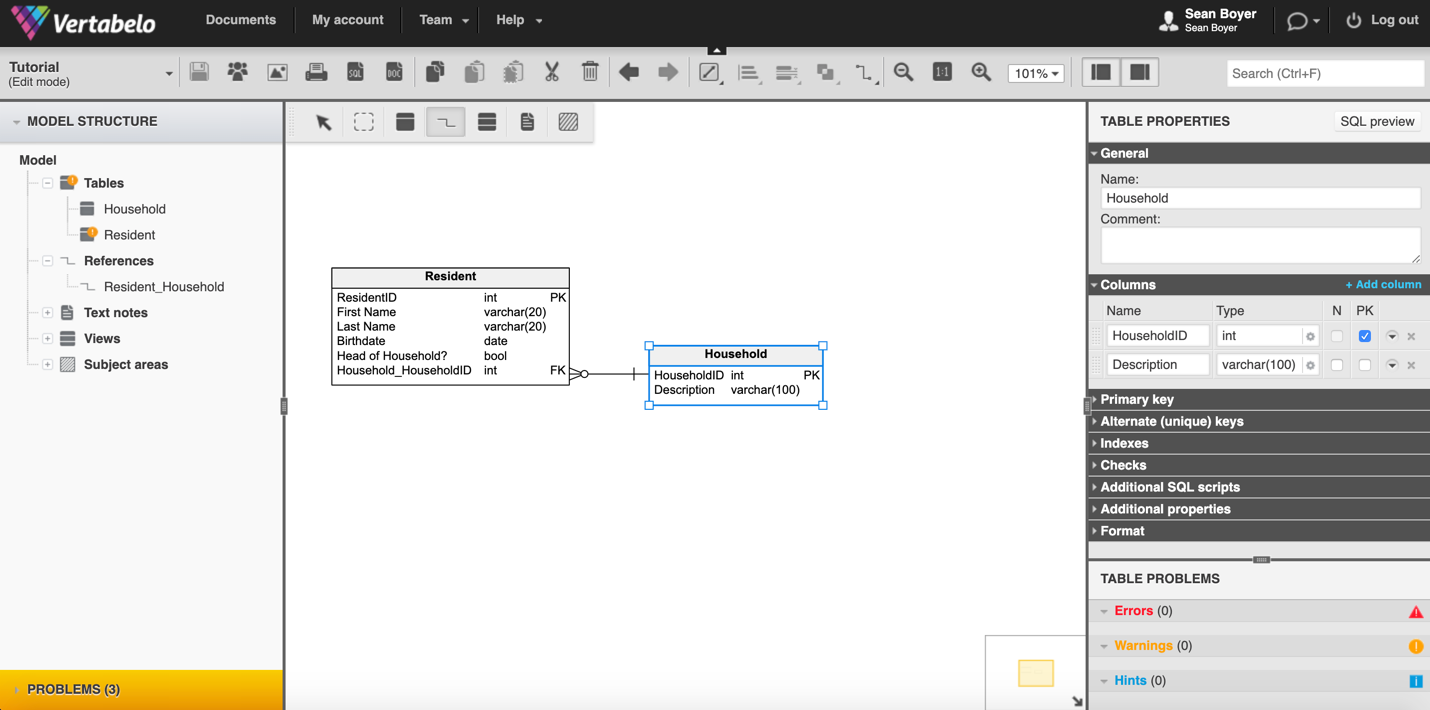 Vertabelo Documents My account Team Help Sean Boyer Log out
Sean Boyer
Tutorial
(Edit mode)
SQL DOC 1:1 101% Search (Ctrl+F)
MODEL STRUCTURE
Model
Tables
Household
Resident
References
Resident_Household
Text notes
Views
Subject areas
PROBLEMS (3)
Resident
ResidentID int PK
First Name varchar(20)
Last Name varchar(20)
Birthdate date
Head of Household? bool
Household_HouseholdID int FK
Household
HouseholdID int PK
Description varchar(100)
TABLE PROPERTIES SQL preview
General
Name:
Household
Comment:
Columns + Add column
Name Type N PK
HouseholdID int
Description varchar(100)
Primary key
Alternate (unique) keys
Indexes
Checks
Additional SQL scripts
Additional properties
Format
TABLE PROBLEMS
Errors (0)
Warnings (0)
Hints (0)